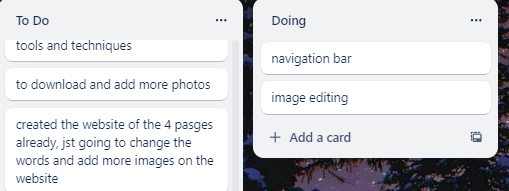 To Do
tools and techniques
to download and add more photos
created the website of the 4 pasges
already, jst going to change the
words and add more images on the
website
Doing
navigation bar
image editing
Add a card